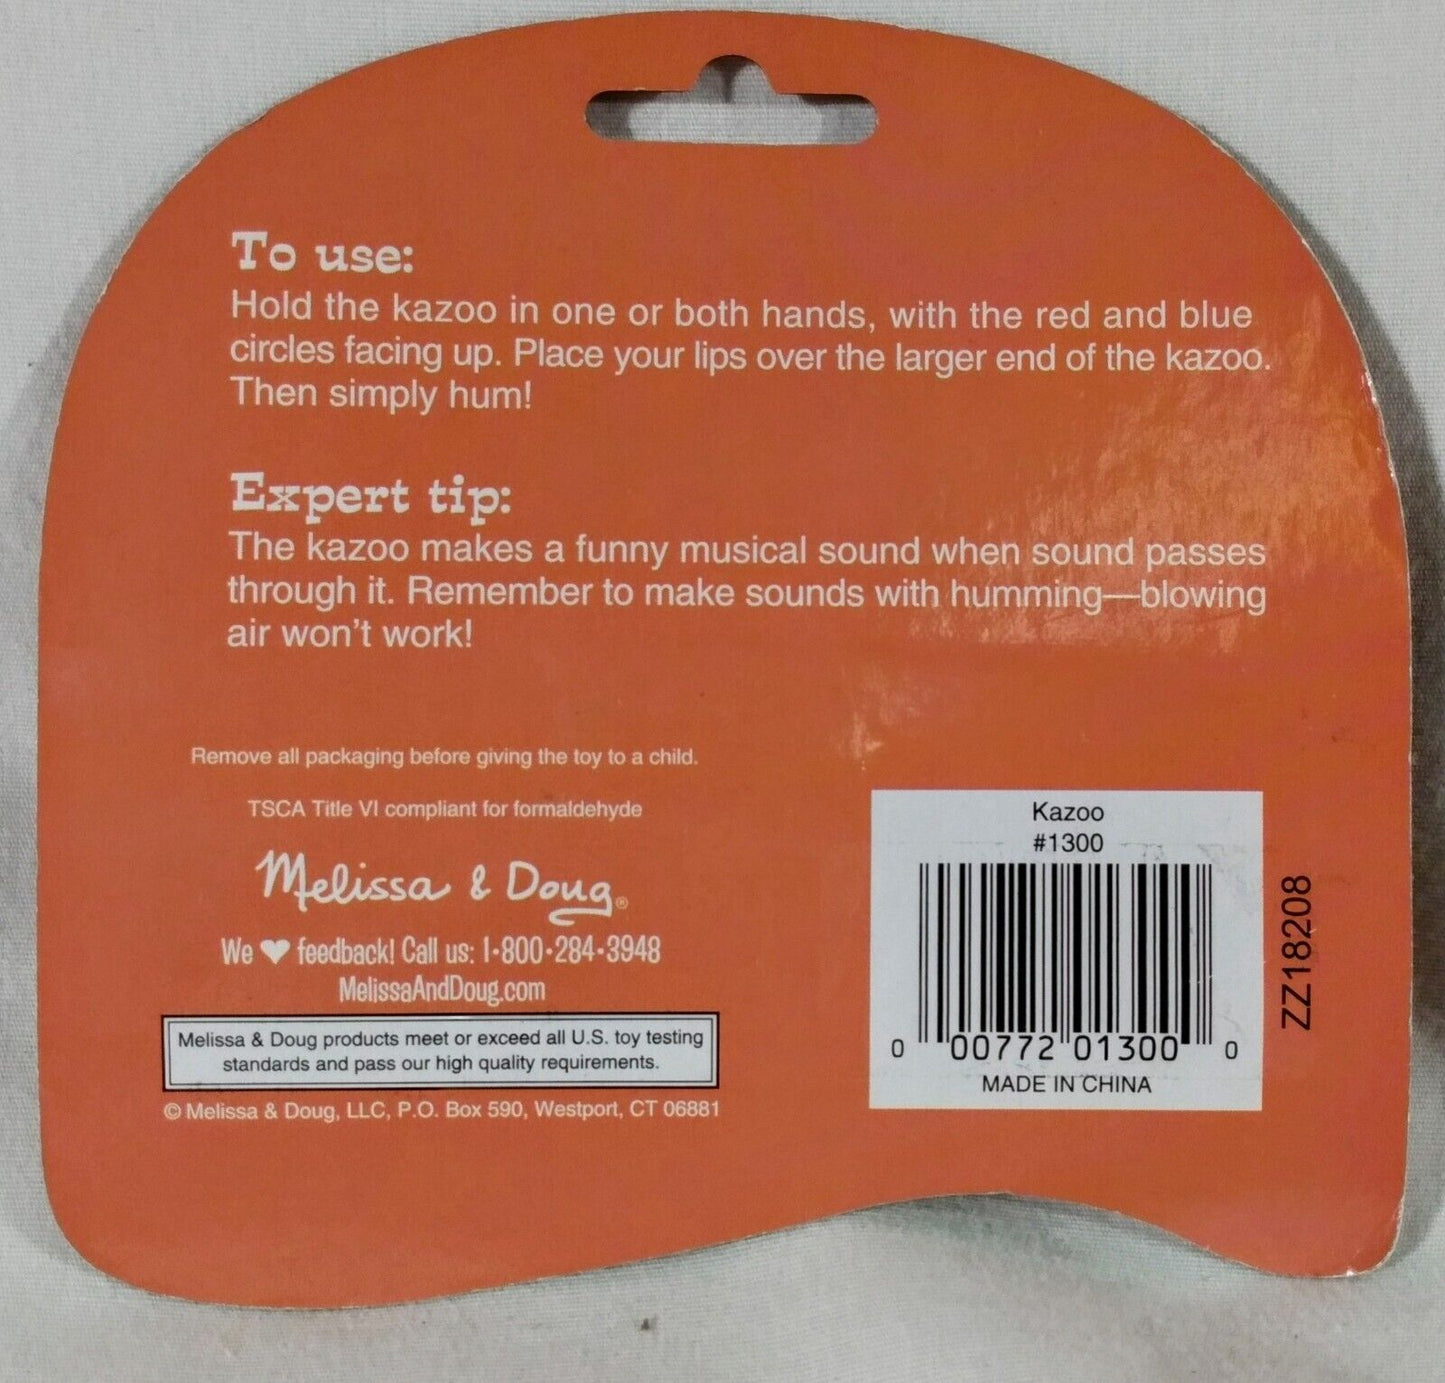 To use:
Hold the kazoo in one or both hands, with the red and blue
circles facing up. Place your lips over the larger end of the kazoo.
Then simply hum!
Expert tip:
The kazoo makes a funny musical sound when sound passes
through it. Remember to make sounds with humming—blowing
air won't work!
Remove all packaging before giving the toy to a child.
TSCA Title VI compliant for formaldehyde
Melissa & Doug®
We ♥ feedback! Call us: 1•800•284•3948
MelissaAndDoug.com
Melissa & Doug products meet or exceed all U.S. toy testing
standards and pass our high quality requirements.
© Melissa & Doug, LLC, P.O. Box 590, Westport, CT 06881
Kazoo
#1300
0 00772 01300 0
MADE IN CHINA
ZZ18208